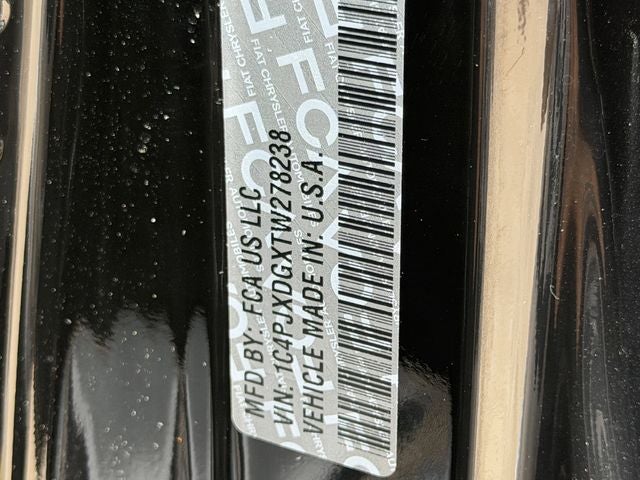 MFD BY: FCA US LLC
VIN: 1C4PJXDGXTW278238
VEHICLE MADE IN: U.S.A.